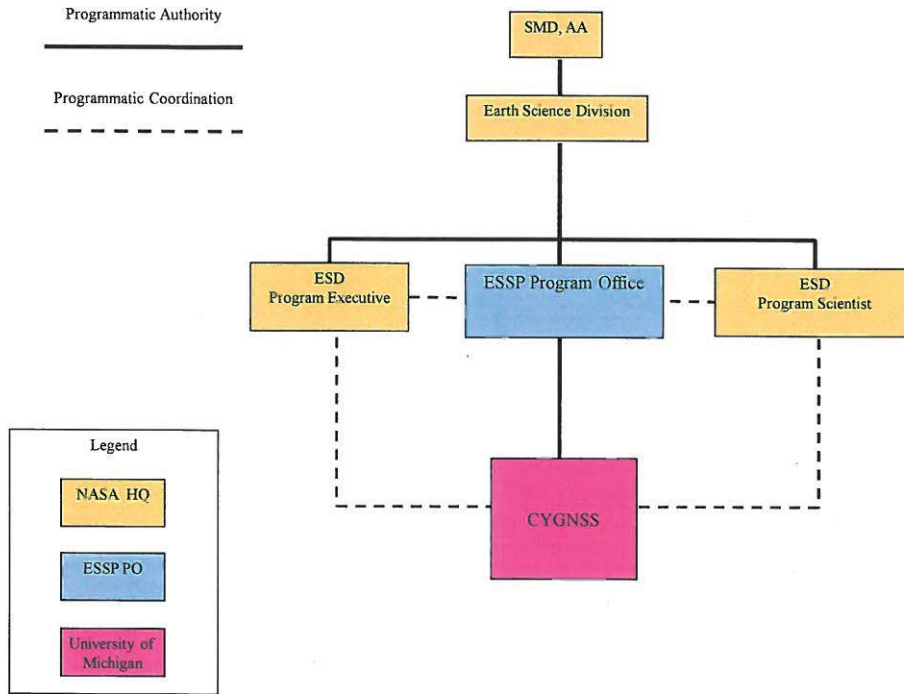 Programmatic Authority
Programmatic Coordination
SMD, AA
Earth Science Division
ESD
Program Executive
ESSP Program Office
ESD
Program Scientist
CYGNSS
Legend
NASA HQ
ESSP PO
University of
Michigan